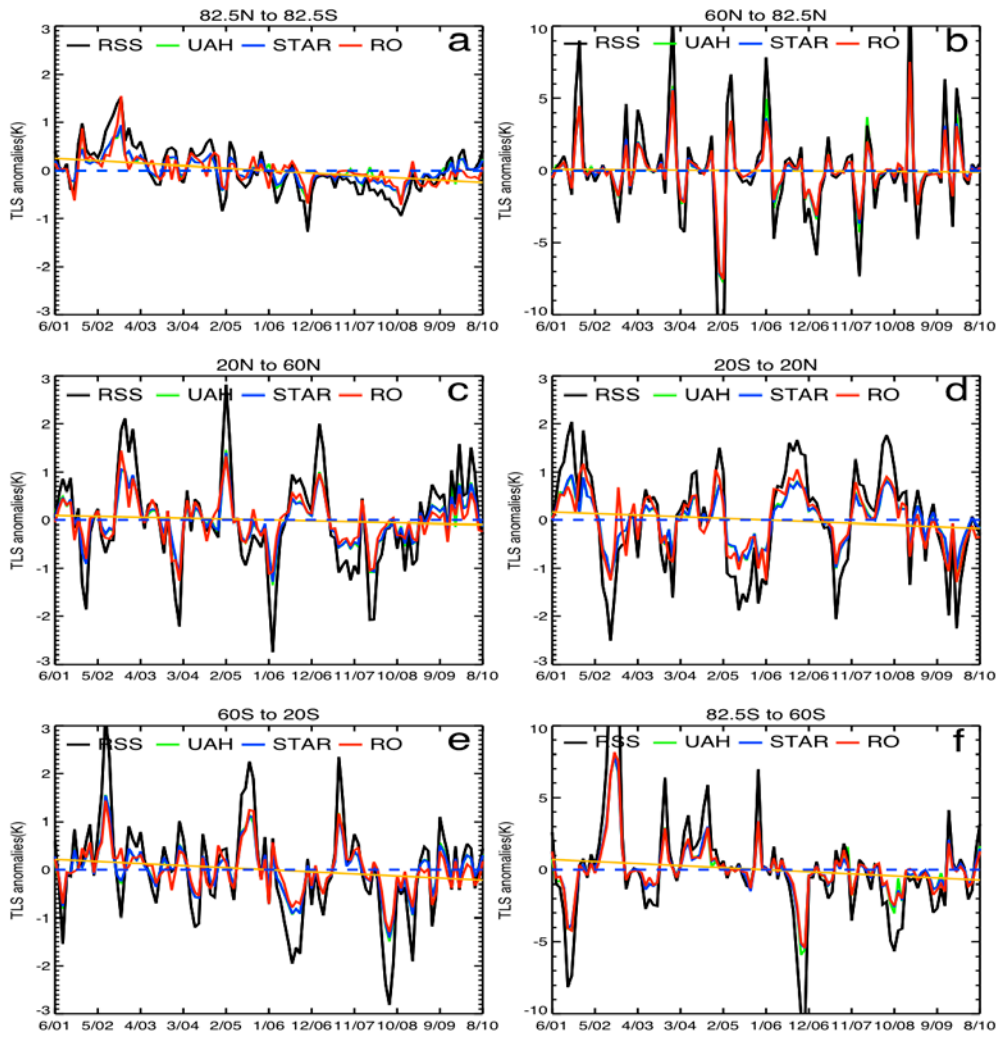 82.5N to 82.5S
3
RSS UAH STAR RO a
2
1
0
-1
-2
-3
TLS anomalies(K)
6/01 5/02 4/03 3/04 2/05 1/06 12/06 11/07 10/08 9/09 8/10
60N to 82.5N
10
RSS UAH STAR RO b
5
0
-5
-10
TLS anomalies(K)
6/01 5/02 4/03 3/04 2/05 1/06 12/06 11/07 10/08 9/09 8/10
20N to 60N
3
RSS UAH STAR RO c
2
1
0
-1
-2
-3
TLS anomalies(K)
6/01 5/02 4/03 3/04 2/05 1/06 12/06 11/07 10/08 9/09 8/10
20S to 20N
3
RSS UAH STAR RO d
2
1
0
-1
-2
-3
TLS anomalies(K)
6/01 5/02 4/03 3/04 2/05 1/06 12/06 11/07 10/08 9/09 8/10
60S to 20S
3
RSS UAH STAR RO e
2
1
0
-1
-2
-3
TLS anomalies(K)
6/01 5/02 4/03 3/04 2/05 1/06 12/06 11/07 10/08 9/09 8/10
82.5S to 60S
10
RSS UAH STAR RO f
5
0
-5
-10
TLS anomalies(K)
6/01 5/02 4/03 3/04 2/05 1/06 12/06 11/07 10/08 9/09 8/10